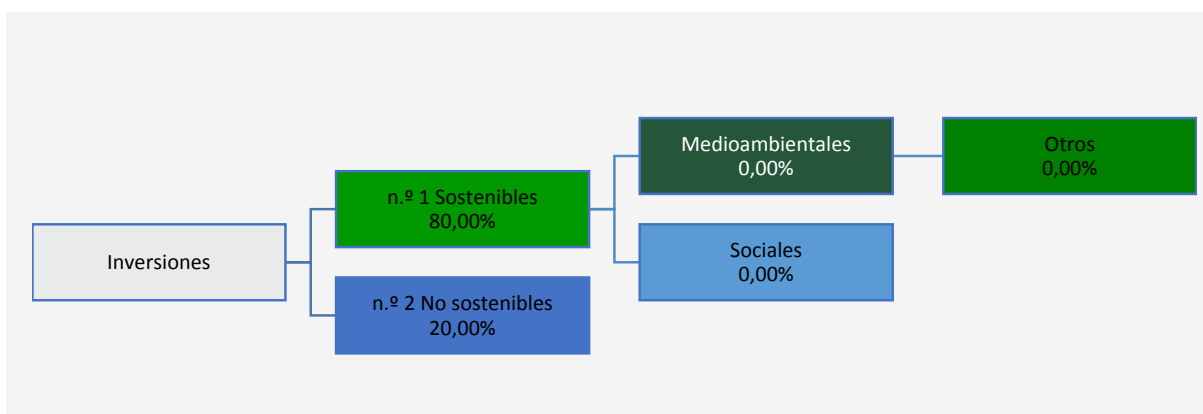 Inversiones
n.º 1 Sostenibles
80,00%
n.º 2 No sostenibles
20,00%
Medioambientales
0,00%
Sociales
0,00%
Otros
0,00%